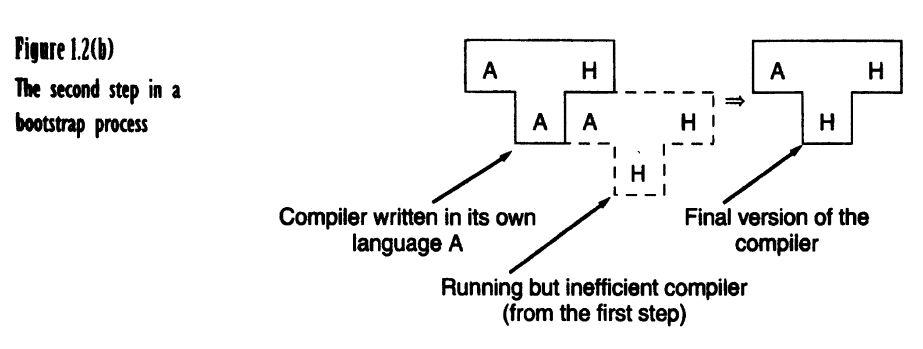 Figure 1.2(b)
The second step in a
bootstrap process
A H
A
A H
H
⇒
A H
H
Compiler written in its own
language A
Running but inefficient compiler
(from the first step)
Final version of the
compiler